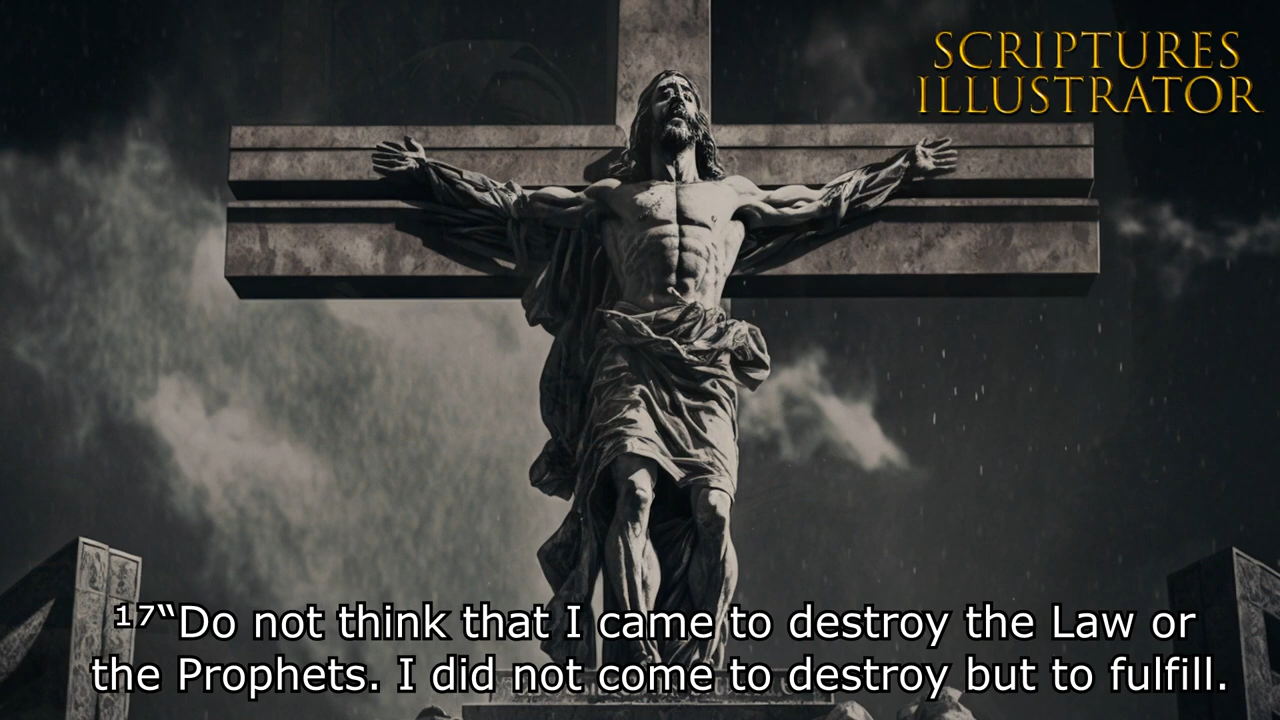 SCRIPTURES
ILLUSTRATOR
¹⁷“Do not think that I came to destroy the Law or
the Prophets. I did not come to destroy but to fulfill.